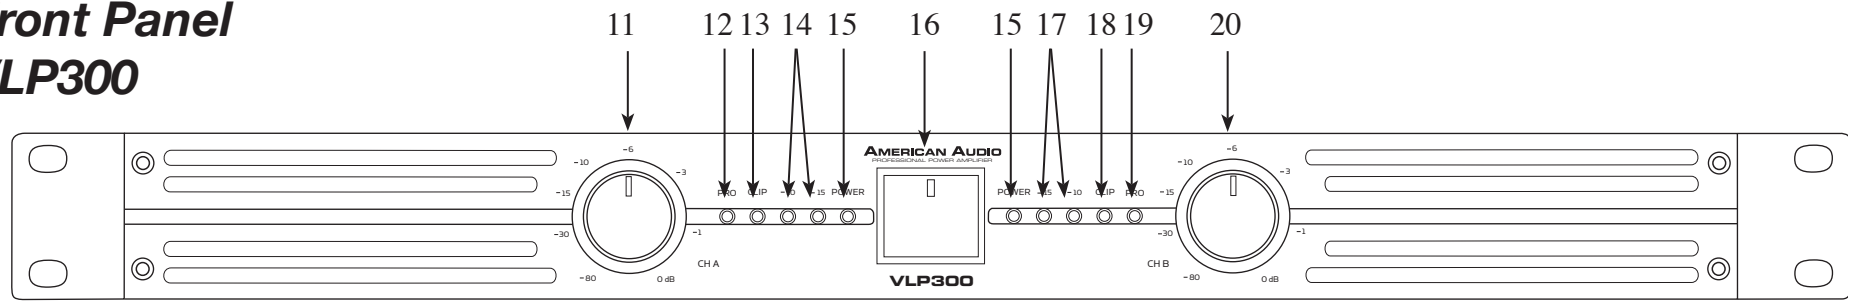 ront Panel
VLP300
11 12 13 14 15 16 15 17 18 19 20
-6 AMERICAN AUDIO -6
PROFESSIONAL POWER AMPLIFIER
-10 -3 -10 -3
-15 PRO CLIP -10 -15 POWER POWER -15 -10 CLIP PRO -15
-30 -1 -30 -1
CH A CH B
-80 0 dB VLP300 -80 0 dB